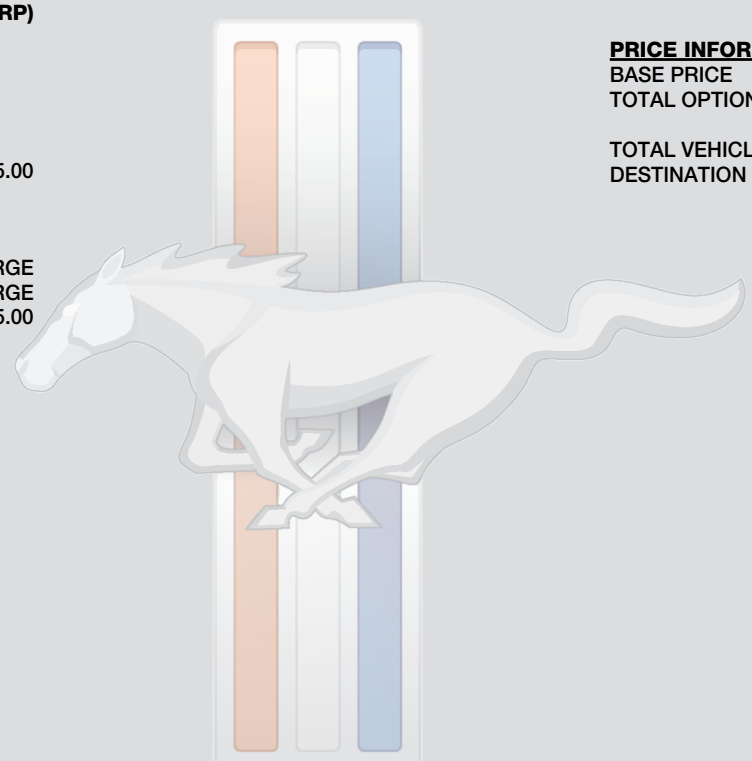 RP)
5.00
RGE
RGE
5.00
PRICE INFOR
BASE PRICE
TOTAL OPTION
TOTAL VEHICL
DESTINATION